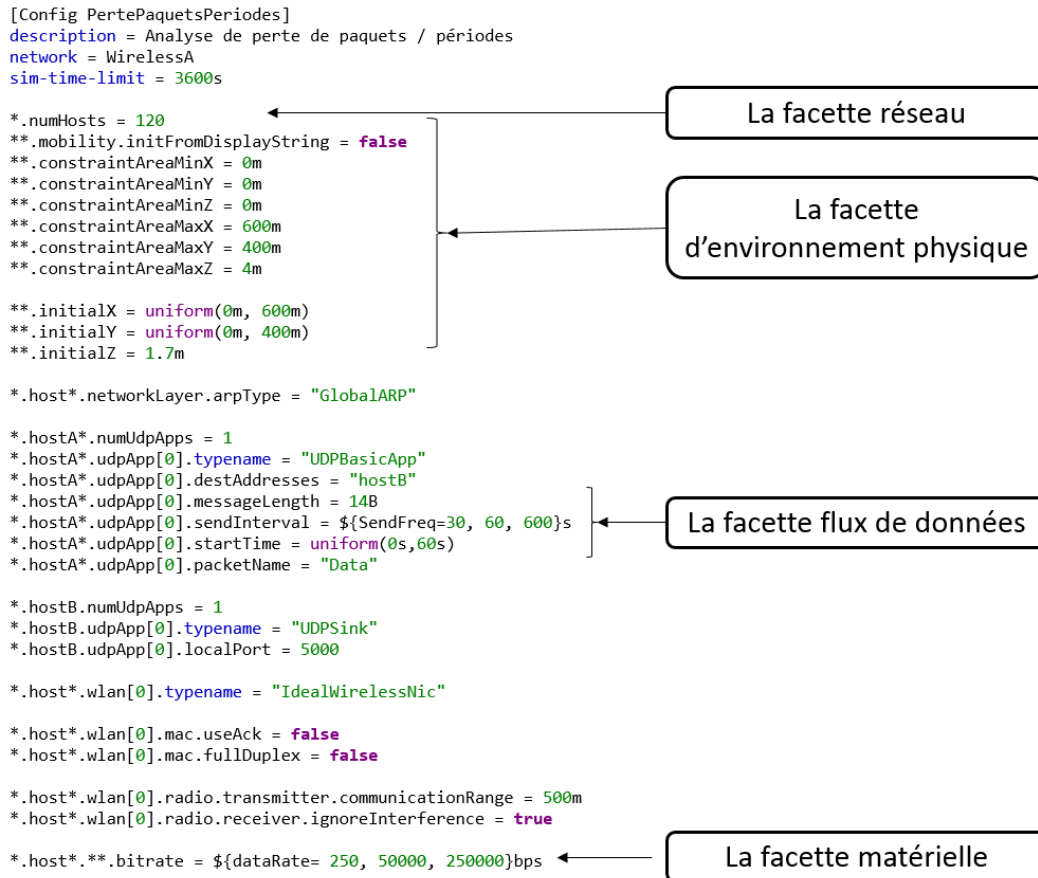 [Config PertePaquetsPeriodes]
description = Analyse de perte de paquets / périodes
network = WirelessA
sim-time-limit = 3600s
*.numHosts = 120
**.mobility.initFromDisplayString = false
**.constraintAreaMinX = 0m
**.constraintAreaMinY = 0m
**.constraintAreaMinZ = 0m
**.constraintAreaMaxX = 600m
**.constraintAreaMaxY = 400m
**.constraintAreaMaxZ = 4m
**.initialX = uniform(0m, 600m)
**.initialY = uniform(0m, 400m)
**.initialZ = 1.7m
*.host*.networkLayer.arpType = "GlobalARP"
*.hostA*.numUdpApps = 1
*.hostA*.udpApp[0].typename = "UDPBasicApp"
*.hostA*.udpApp[0].destAddresses = "hostB"
*.hostA*.udpApp[0].messageLength = 14B
*.hostA*.udpApp[0].sendInterval = ${SendFreq=30, 60, 600}s
*.hostA*.udpApp[0].startTime = uniform(0s,60s)
*.hostA*.udpApp[0].packetName = "Data"
*.hostB.numUdpApps = 1
*.hostB.udpApp[0].typename = "UDPSink"
*.hostB.udpApp[0].localPort = 5000
*.host*.wlan[0].typename = "IdealWirelessNic"
*.host*.wlan[0].mac.useAck = false
*.host*.wlan[0].mac.fullDuplex = false
*.host*.wlan[0].radio.transmitter.communicationRange = 500m
*.host*.wlan[0].radio.receiver.ignoreInterference = true
*.host*.**.bitrate = ${dataRate= 250, 50000, 250000}bps
La facette réseau
La facette
d'environnement physique
La facette flux de données
La facette matérielle